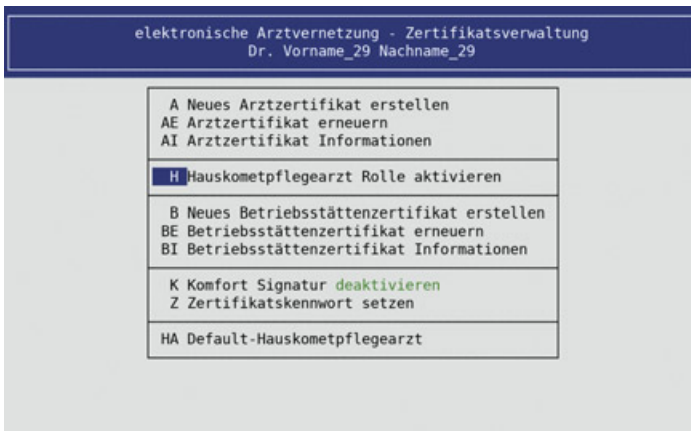 elektronische Arztvernetzung - Zertifikatsverwaltung
Dr. Vorname_29 Nachname_29
A Neues Arztzertifikat erstellen
AE Arztzertifikat erneuern
AI Arztzertifikat Informationen
H Hauskometpflegearzt Rolle aktivieren
B Neues Betriebsstättenzertifikat erstellen
BE Betriebsstättenzertifikat erneuern
BI Betriebsstättenzertifikat Informationen
K Komfort Signatur deaktivieren
Z Zertifikatskennwort setzen
HA Default-Hauskometpflegearzt